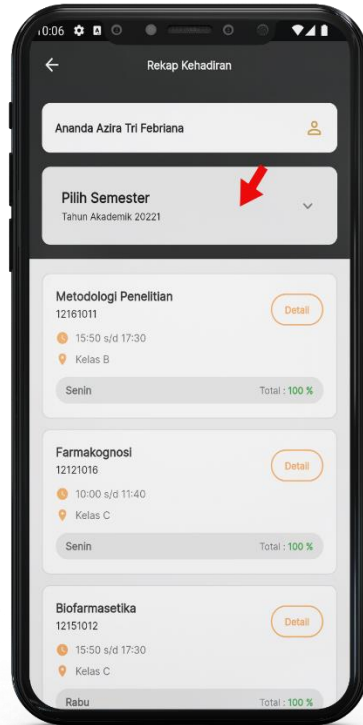 0:06
Rekap Kehadiran
Ananda Azira Tri Febriana
Pilih Semester
Tahun Akademik 20221
Metodologi Penelitian
12161011
Detail
15:50 s/d 17:30
Kelas B
Senin Total : 100 %
Farmakognosi
12121016
Detail
10:00 s/d 11:40
Kelas C
Senin Total : 100 %
Biofarmasetika
12151012
Detail
15:50 s/d 17:30
Kelas C
Rabu Total : 100 %